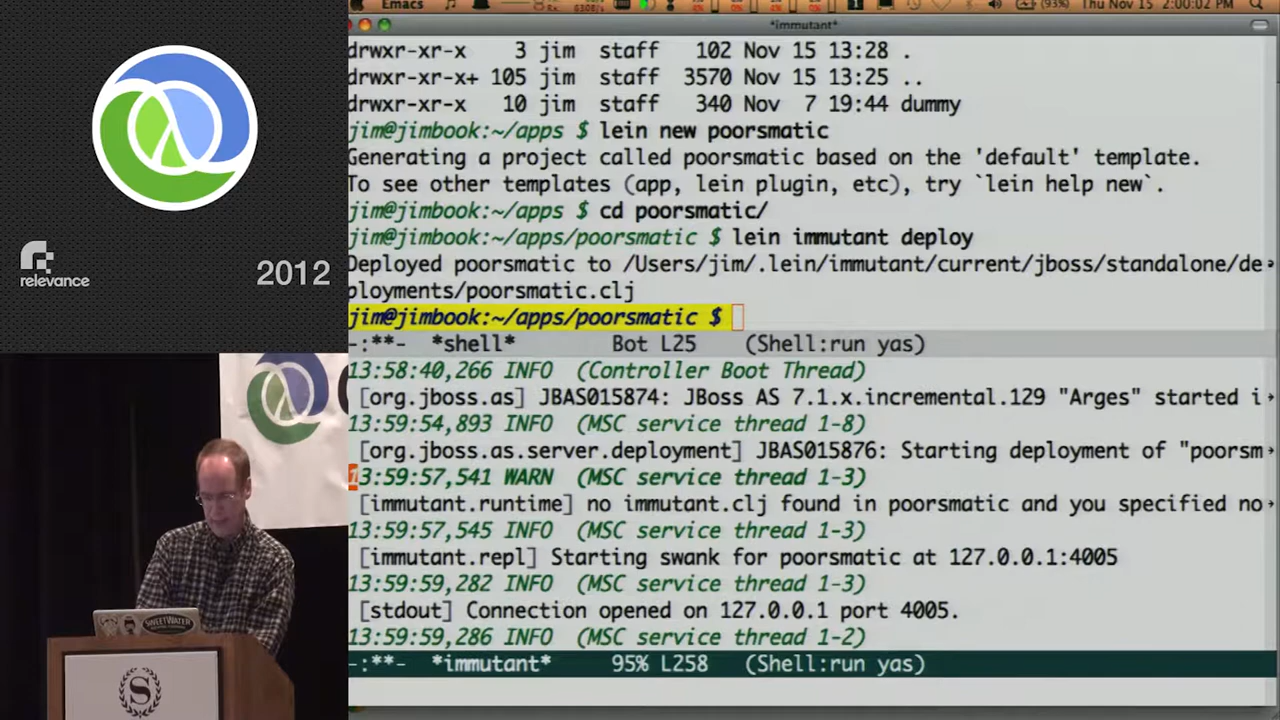 Emacs
Thu Nov 15 2:00:02 PM
(93%)
*immutant*
drwxr-xr-x 3 jim staff 102 Nov 15 13:28 .
drwxr-xr-x+ 105 jim staff 3570 Nov 15 13:25 ..
drwxr-xr-x 10 jim staff 340 Nov 7 19:44 dummy
jim@jimbook:~/apps $ lein new poorsmatic
Generating a project called poorsmatic based on the 'default' template.
To see other templates (app, lein plugin, etc), try `lein help new`.
jim@jimbook:~/apps $ cd poorsmatic/
jim@jimbook:~/apps/poorsmatic $ lein immutant deploy
Deployed poorsmatic to /Users/jim/.lein/immutant/current/jboss/standalone/de
ployments/poorsmatic.clj
jim@jimbook:~/apps/poorsmatic $
-:**- *shell* Bot L25 (Shell:run yas)
13:58:40,266 INFO (Controller Boot Thread)
[org.jboss.as] JBAS015874: JBoss AS 7.1.x.incremental.129 "Arges" started i
13:59:54,893 INFO (MSC service thread 1-8)
[org.jboss.as.server.deployment] JBAS015876: Starting deployment of "poorsm
13:59:57,541 WARN (MSC service thread 1-3)
[immutant.runtime] no immutant.clj found in poorsmatic and you specified no
13:59:57,545 INFO (MSC service thread 1-3)
[immutant.repl] Starting swank for poorsmatic at 127.0.0.1:4005
13:59:59,282 INFO (MSC service thread 1-3)
[stdout] Connection opened on 127.0.0.1 port 4005.
13:59:59,286 INFO (MSC service thread 1-2)
-:**- *immutant* 95% L258 (Shell:run yas)
relevance
2012
SWEETWATER
S